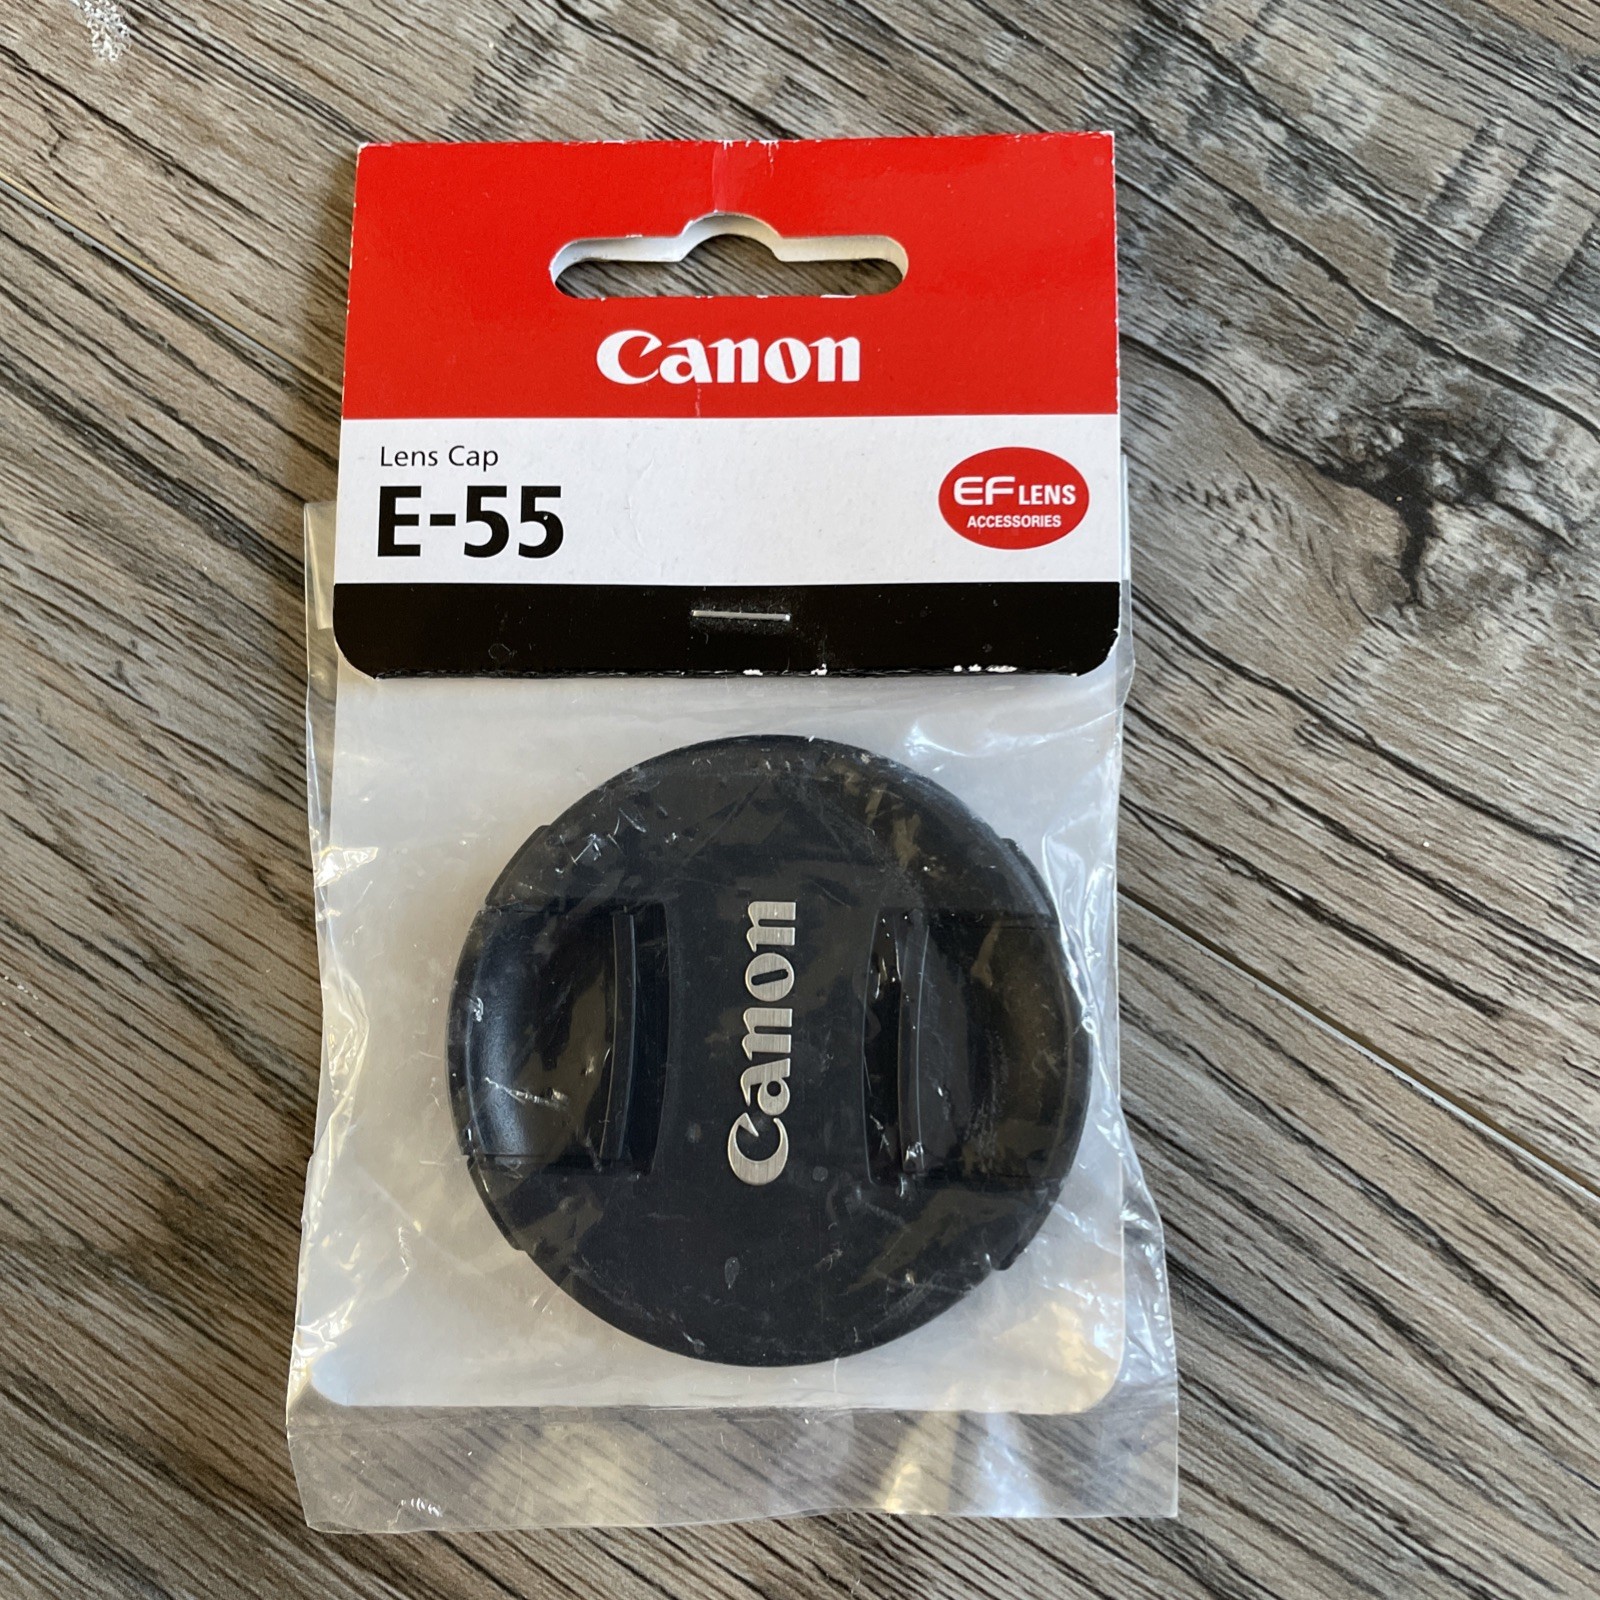 Canon
Lens Cap
E-55
EF LENS
ACCESSORIES
Canon